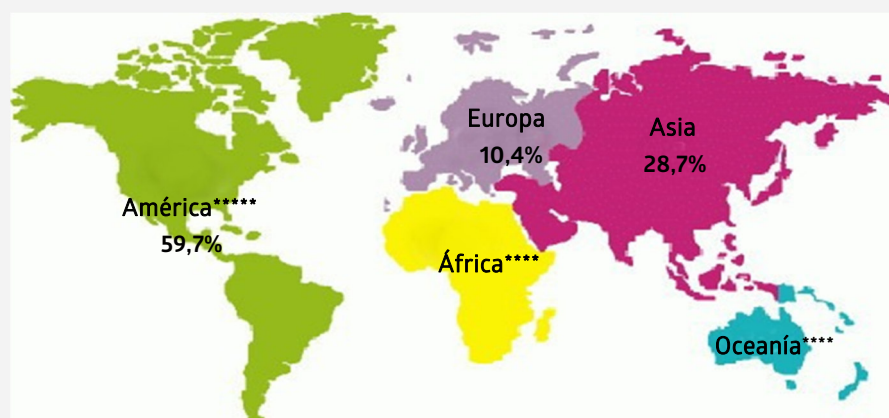 Europa
10,4%
Asia
28,7%
América*****
59,7%
África****
Oceanía****